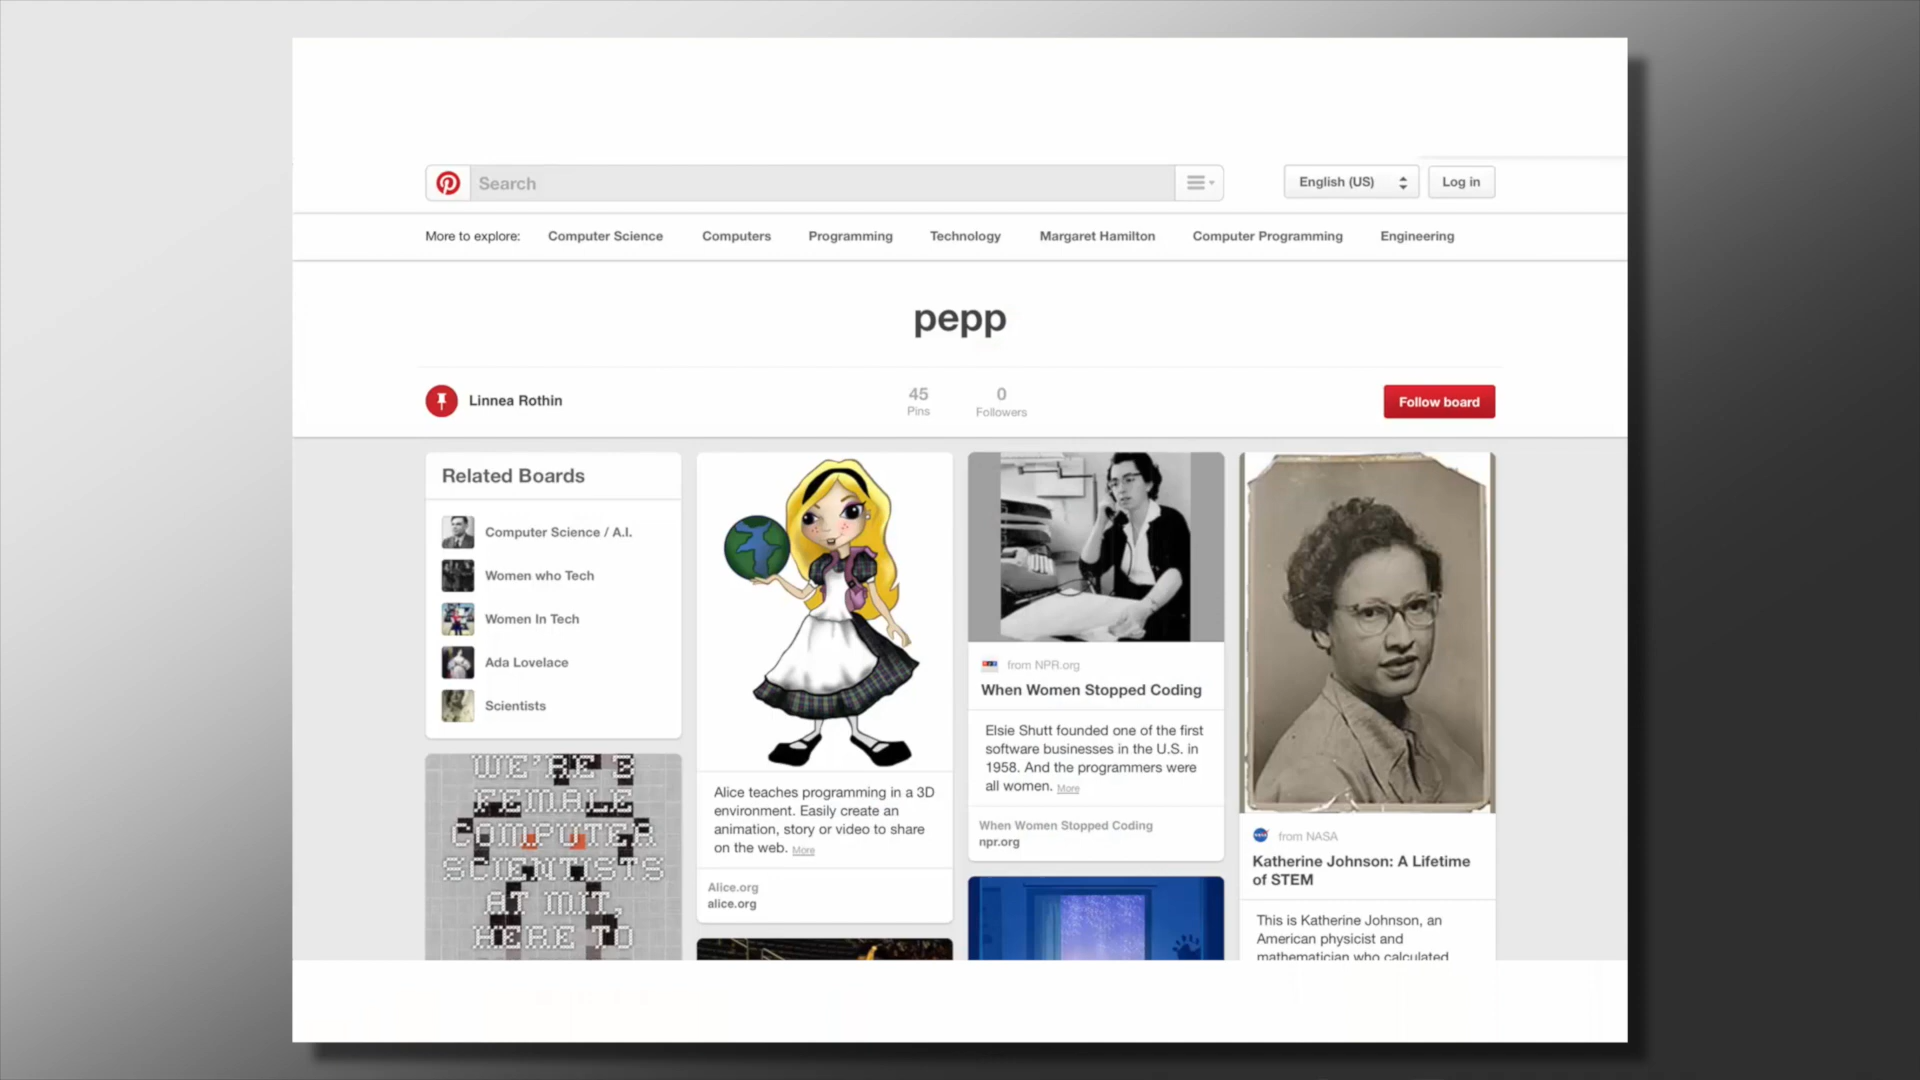 Search
English (US)
Log in
More to explore:
Computer Science
Computers
Programming
Technology
Margaret Hamilton
Computer Programming
Engineering
pepp
Linnea Rothin
45
Pins
0
Followers
Follow board
Related Boards
Computer Science / A.I.
Women who Tech
Women In Tech
Ada Lovelace
Scientists
WE'RE 3
FEMALE
COMPUTER
SCIENTISTS
AT MIT,
HERE TO
Alice teaches programming in a 3D
environment. Easily create an
animation, story or video to share
on the web. More
Alice.org
alice.org
from NPR.org
When Women Stopped Coding
Elsie Shutt founded one of the first
software businesses in the U.S. in
1958. And the programmers were
all women. More
When Women Stopped Coding
npr.org
from NASA
Katherine Johnson: A Lifetime
of STEM
This is Katherine Johnson, an
American physicist and
mathematician who calculated